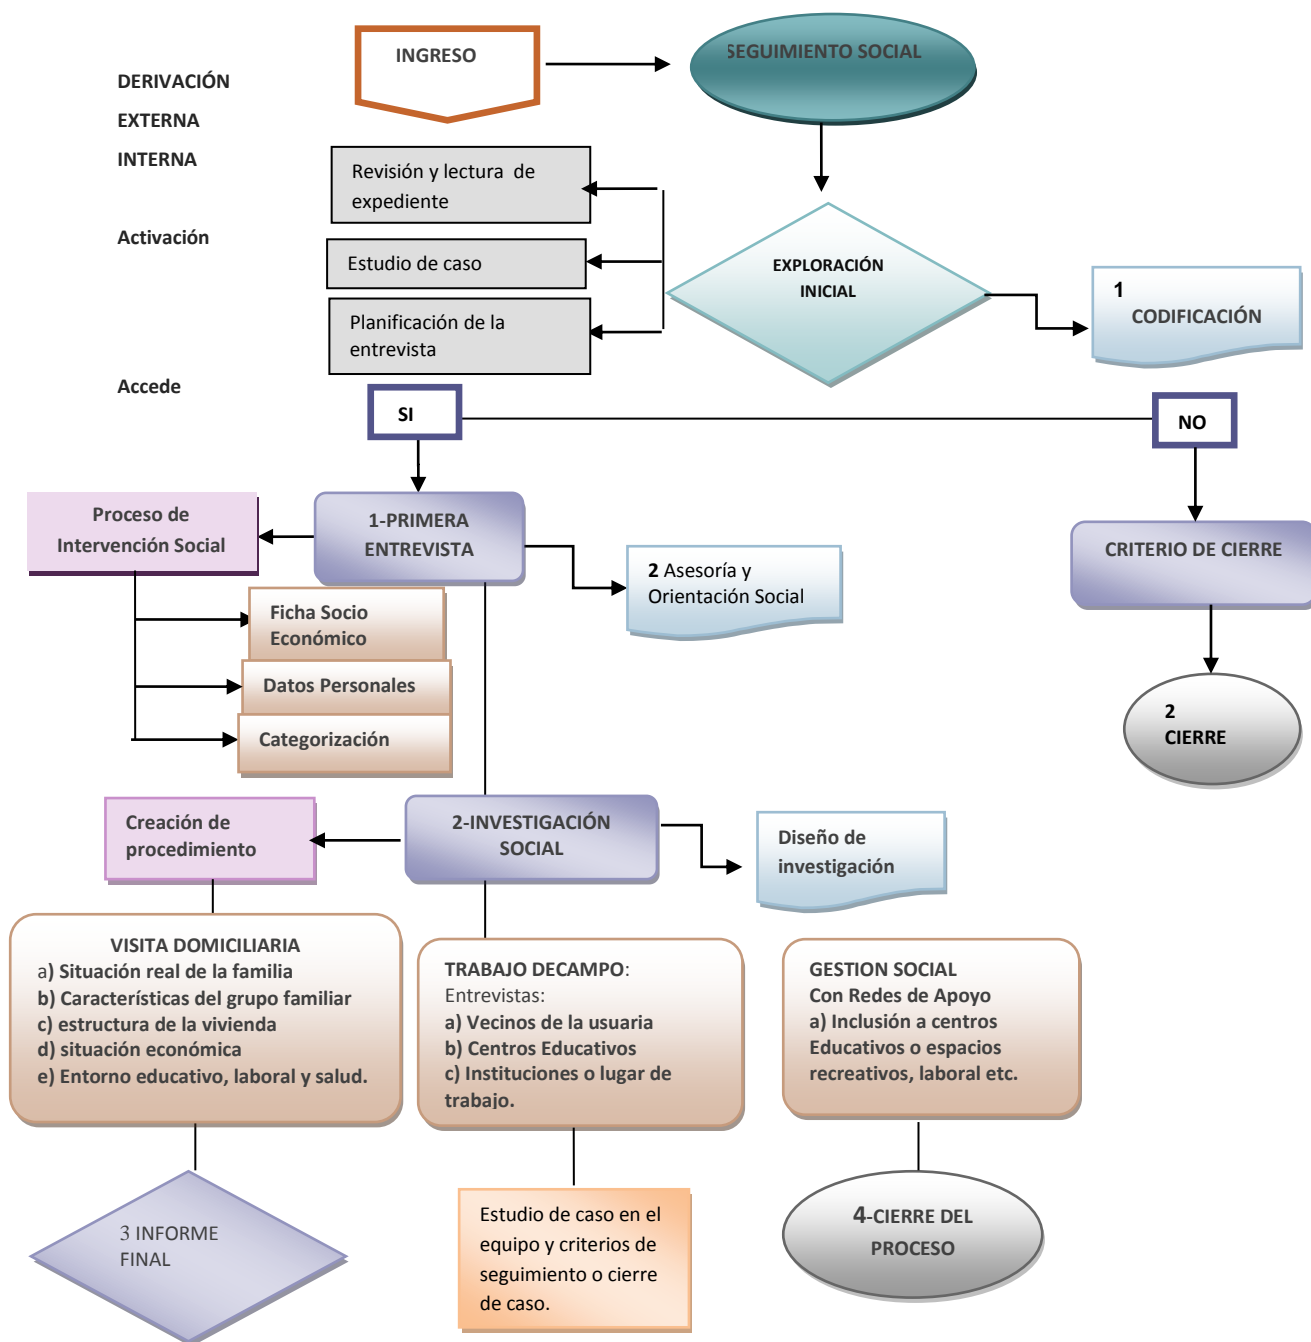 INGRESO
SEGUIMIENTO SOCIAL
DERIVACIÓN
EXTERNA
INTERNA
Revisión y lectura de
expediente
Activación
Estudio de caso
EXPLORACIÓN
INICIAL
1
CODIFICACIÓN
Planificación de la
entrevista
Accede
SI
NO
Proceso de
Intervención Social
1-PRIMERA
ENTREVISTA
CRITERIO DE CIERRE
2 Asesoría y
Orientación Social
Ficha Socio
Económico
Datos Personales
Categorización
2
CIERRE
Creación de
procedimiento
2-INVESTIGACIÓN
SOCIAL
Diseño de
investigación
VISITA DOMICILIARIA
a) Situación real de la familia
b) Característícas del grupo familiar
c) estructura de la vivienda
d) situación económica
e) Entorno educativo, laboral y salud.
TRABAJO DECAMPO:
Entrevistas:
a) Vecinos de la usuaria
b) Centros Educativos
c) Instituciones o lugar de
trabajo.
GESTION SOCIAL
Con Redes de Apoyo
a) Inclusión a centros
Educativos o espacios
recreativos, laboral etc.
3 INFORME
FINAL
Estudio de caso en el
equipo y criterios de
seguimiento o cierre
de caso.
4-CIERRE DEL
PROCESO